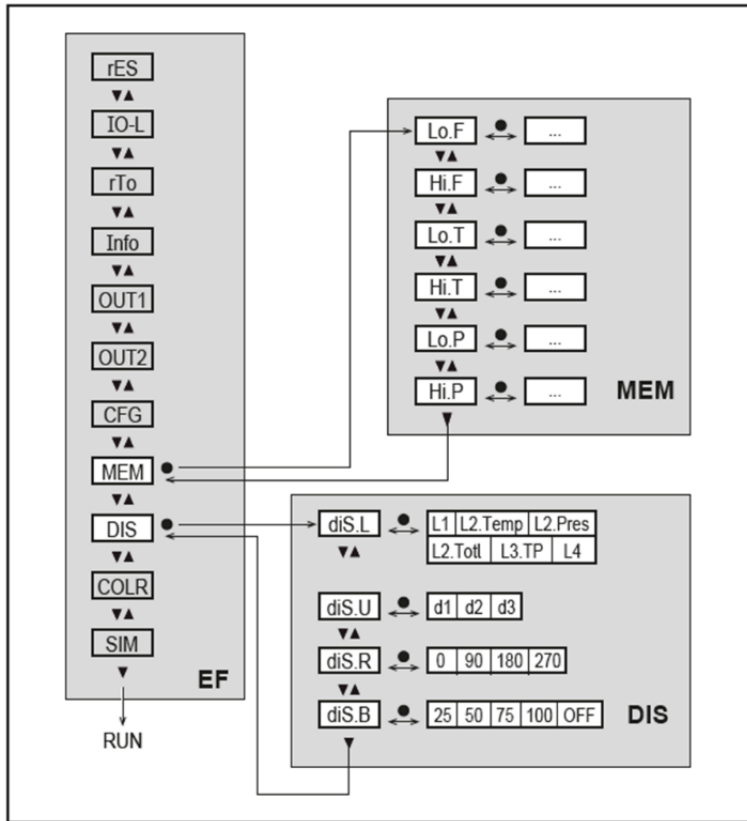 rES
IO-L
rTo
Info
OUT1
OUT2
CFG
MEM
DIS
COLR
SIM
EF
RUN
Lo.F ...
Hi.F ...
Lo.T ...
Hi.T ...
Lo.P ...
Hi.P ...
MEM
diS.L L1 L2.Temp L2.Pres
L2.Totl L3.TP L4
diS.U d1 d2 d3
diS.R 0 90 180 270
diS.B 25 50 75 100 OFF
DIS